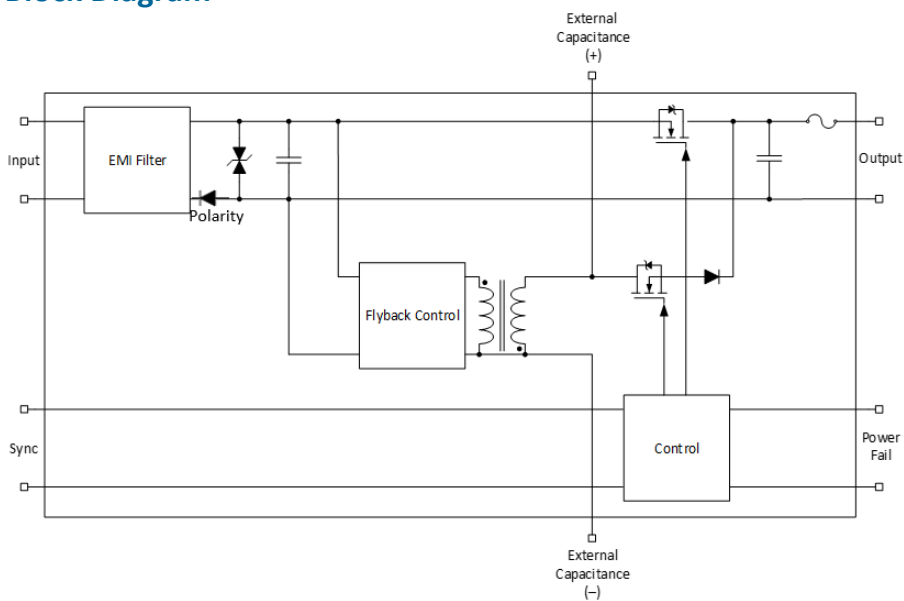 Block Diagram
External
Capacitance
(+)
Input
EMI Filter
Output
Polarity
Flyback Control
Sync
Control
Power
Fail
External
Capacitance
(–)